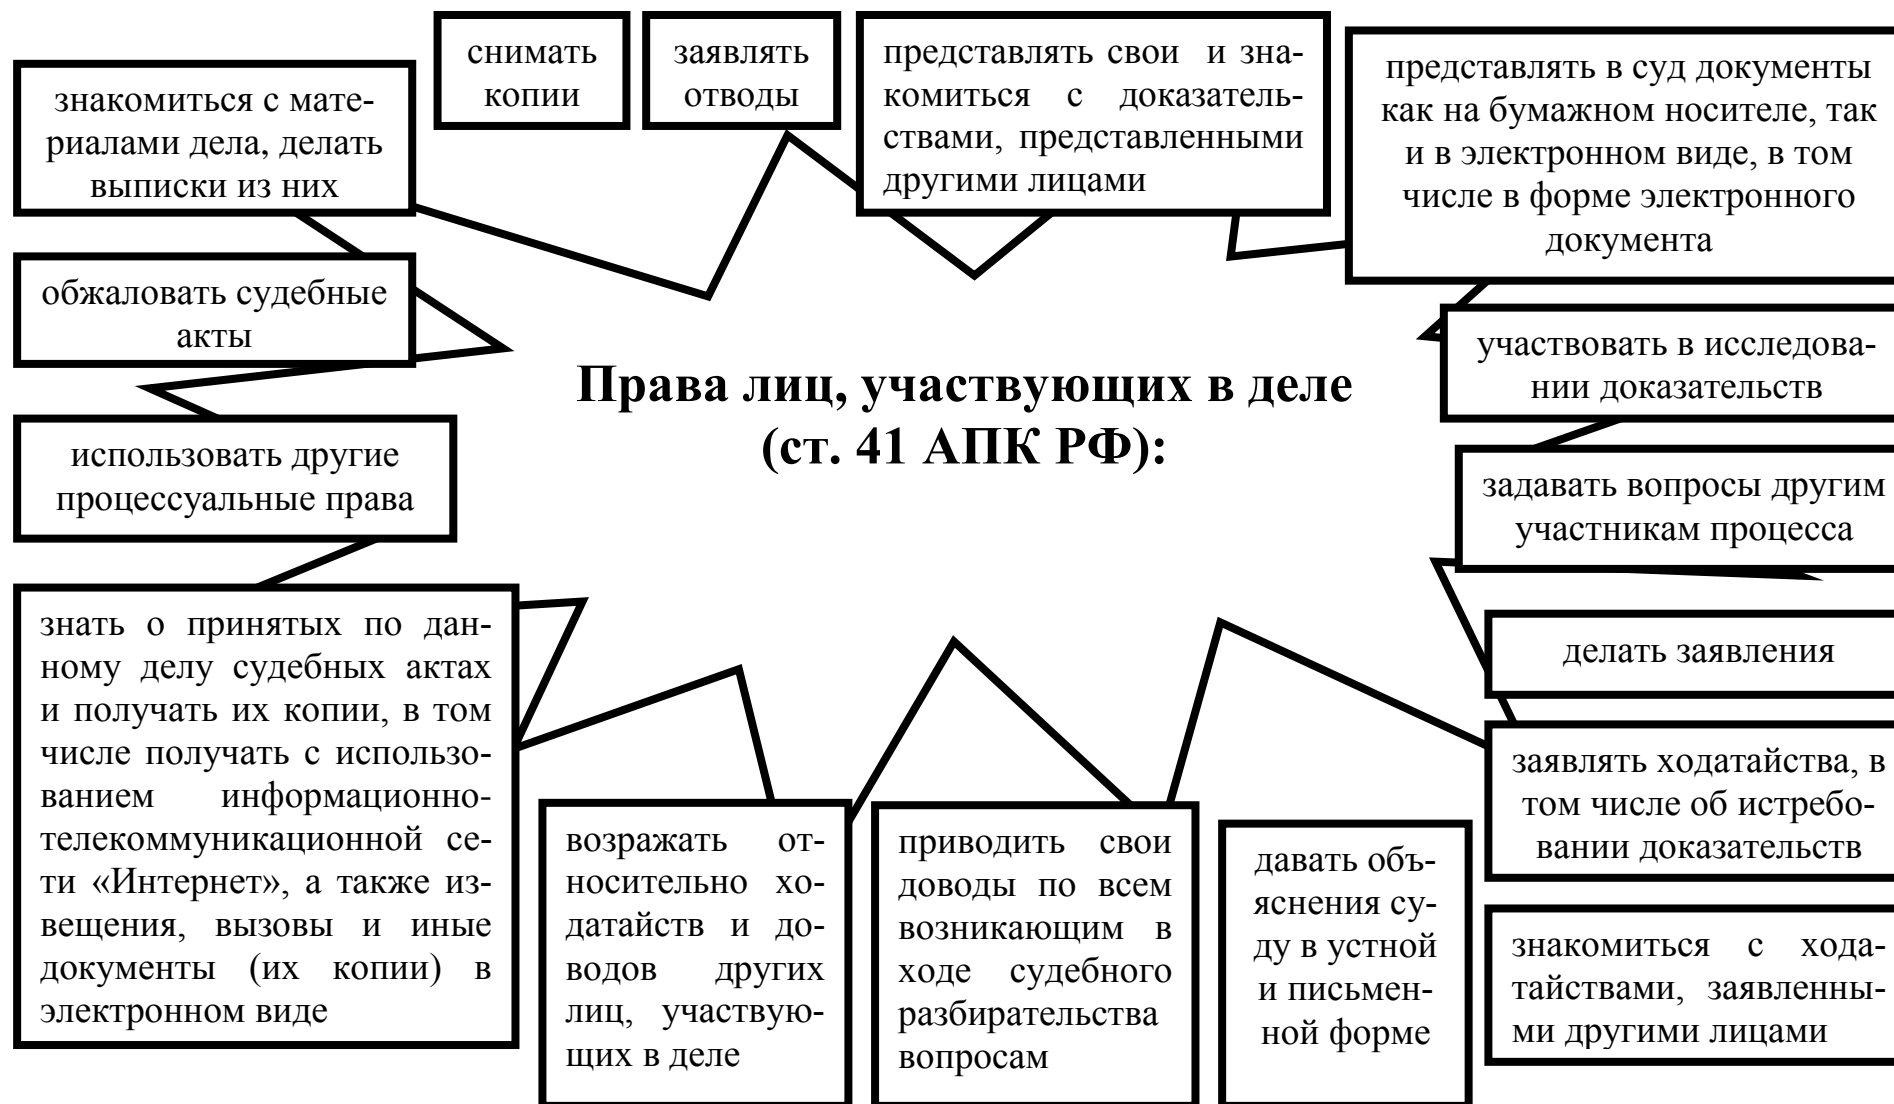 знакомиться с мате-
риалами дела, делать
выписки из них
снимать
копии
заявлять
отводы
представлять свои и зна-
комиться с доказатель-
ствами, представленными
другими лицами
представлять в суд документы
как на бумажном носителе, так
и в электронном виде, в том
числе в форме электронного
документа
обжаловать судебные
акты
Права лиц, участвующих в деле
(ст. 41 АПК РФ):
участвовать в исследова-
нии доказательств
использовать другие
процессуальные права
задавать вопросы другим
участникам процесса
делать заявления
заявлять ходатайства, в
том числе об истребо-
вании доказательств
знакомиться с хода-
тайствами, заявленны-
ми другими лицами
знать о принятых по дан-
ному делу судебных актах
и получать их копии, в том
числе получать с использо-
ванием информационно-
телекоммуникационной се-
ти «Интернет», а также из-
вещения, вызовы и иные
документы (их копии) в
электронном виде
возражать от-
носительно хо-
датайств и до-
водов других
лиц, участвую-
щих в деле
приводить свои
доводы по всем
возникающим в
ходе судебного
разбирательства
вопросам
давать объ-
яснения су-
ду в устной
и письмен-
ной форме